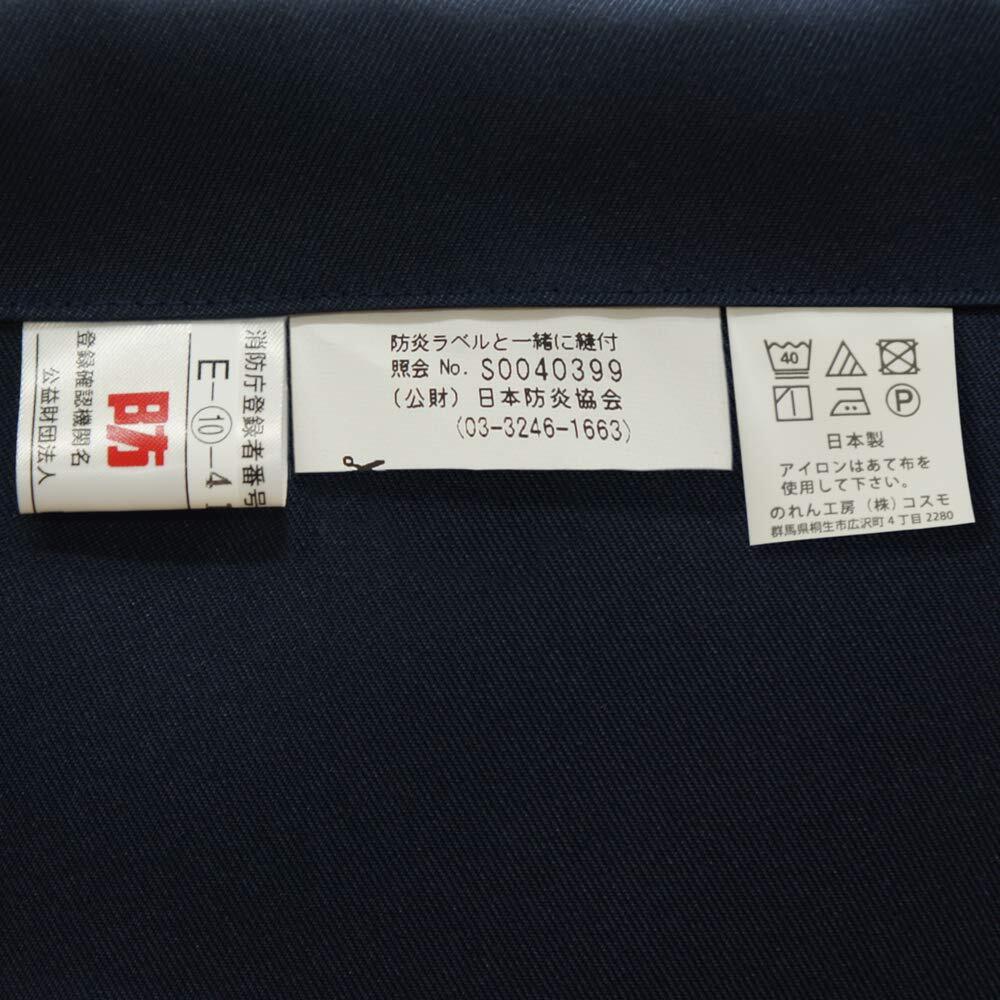 消防庁登録者番号
E-⑩-4
防
登録確認機関名
公益財団法人
防炎ラベルと一緒に縫付
照会 No. S0040399
(公財) 日本防炎協会
(03-3246-1663)
40
P
日本製
アイロンはあて布を
使用して下さい。
のれん工房 (株) コスモ
群馬県桐生市広沢町 4 丁目 2280